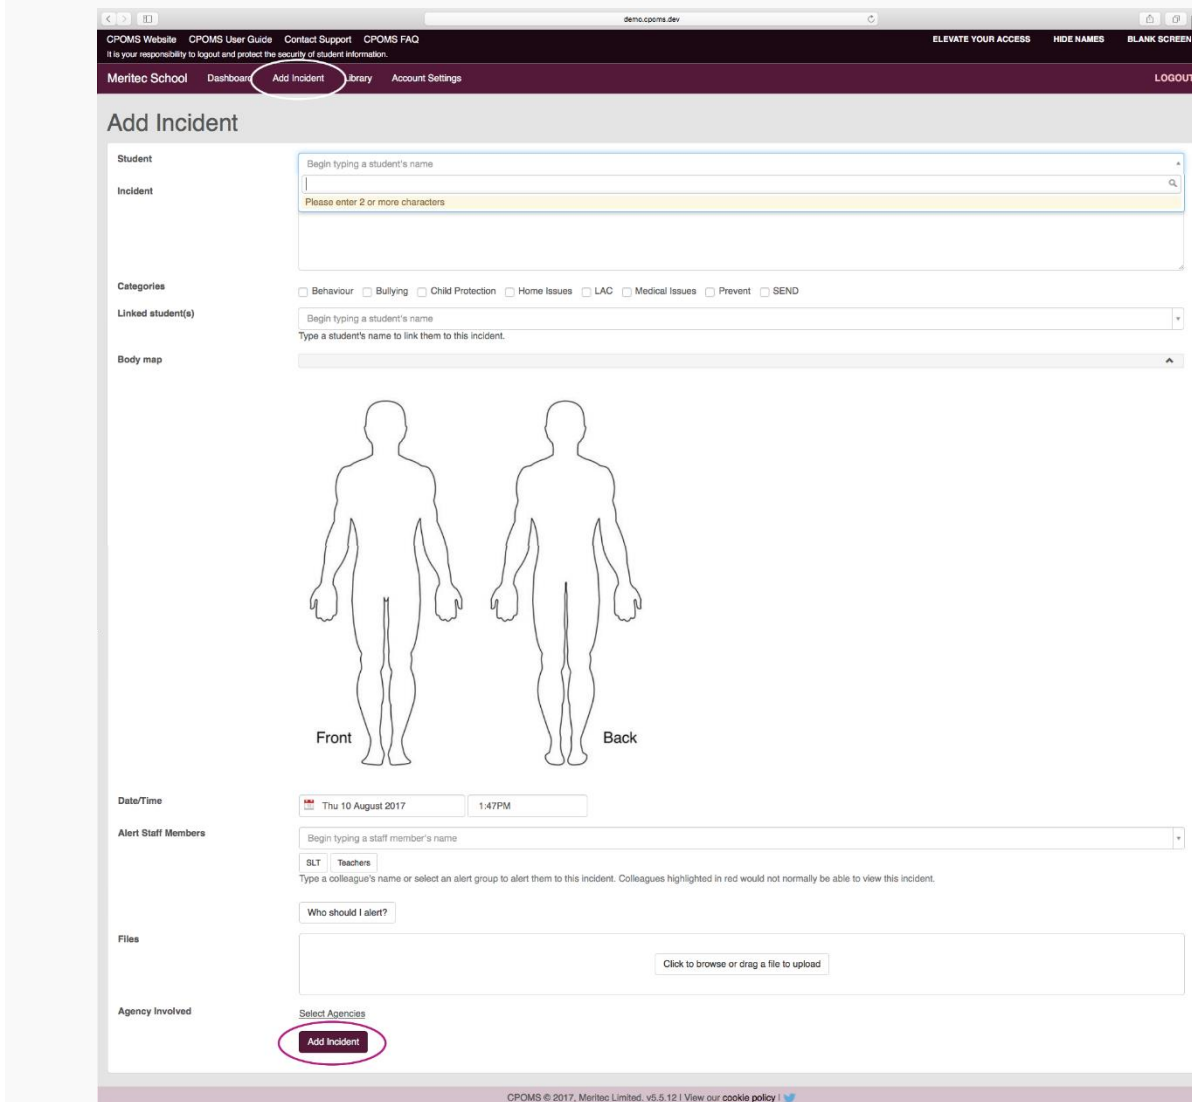 demo.cpoms.dev
CPOMS Website CPOMS User Guide Contact Support CPOMS FAQ ELEVATE YOUR ACCESS HIDE NAMES BLANK SCREEN
It is your responsibility to logout and protect the security of student information.
Meritec School Dashboard Add Incident Library Account Settings LOGOUT
Add Incident
Student Begin typing a student's name
Incident
Please enter 2 or more characters
Categories Behaviour Bullying Child Protection Home Issues LAC Medical Issues Prevent SEND
Linked student(s) Begin typing a student's name
Type a student's name to link them to this incident.
Body map
Front Back
Date/Time Thu 10 August 2017 1:47PM
Alert Staff Members Begin typing a staff member's name
SLT Teachers
Type a colleague's name or select an alert group to alert them to this incident. Colleagues highlighted in red would not normally be able to view this incident.
Who should I alert?
Files
Click to browse or drag a file to upload
Agency Involved Select Agencies
Add Incident
CPOMS © 2017, Meritec Limited. v5.5.12 | View our cookie policy |